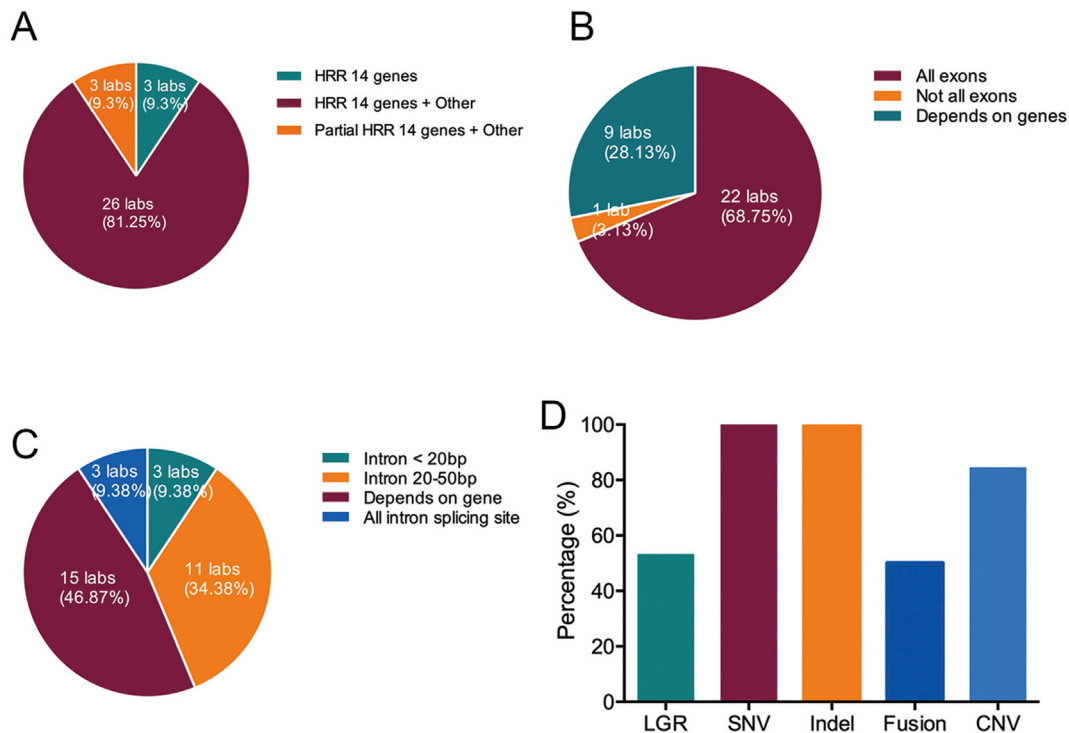 A
3 labs
(9.3%)
3 labs
(9.3%)
26 labs
(81.25%)
HRR 14 genes
HRR 14 genes + Other
Partial HRR 14 genes + Other
B
9 labs
(28.13%)
1 lab
(3.13%)
22 labs
(68.75%)
All exons
Not all exons
Depends on genes
C
3 labs
(9.38%)
3 labs
(9.38%)
15 labs
(46.87%)
11 labs
(34.38%)
Intron < 20bp
Intron 20-50bp
Depends on gene
All intron splicing site
D
Percentage (%)
100
80
60
40
20
0
LGR SNV Indel Fusion CNV